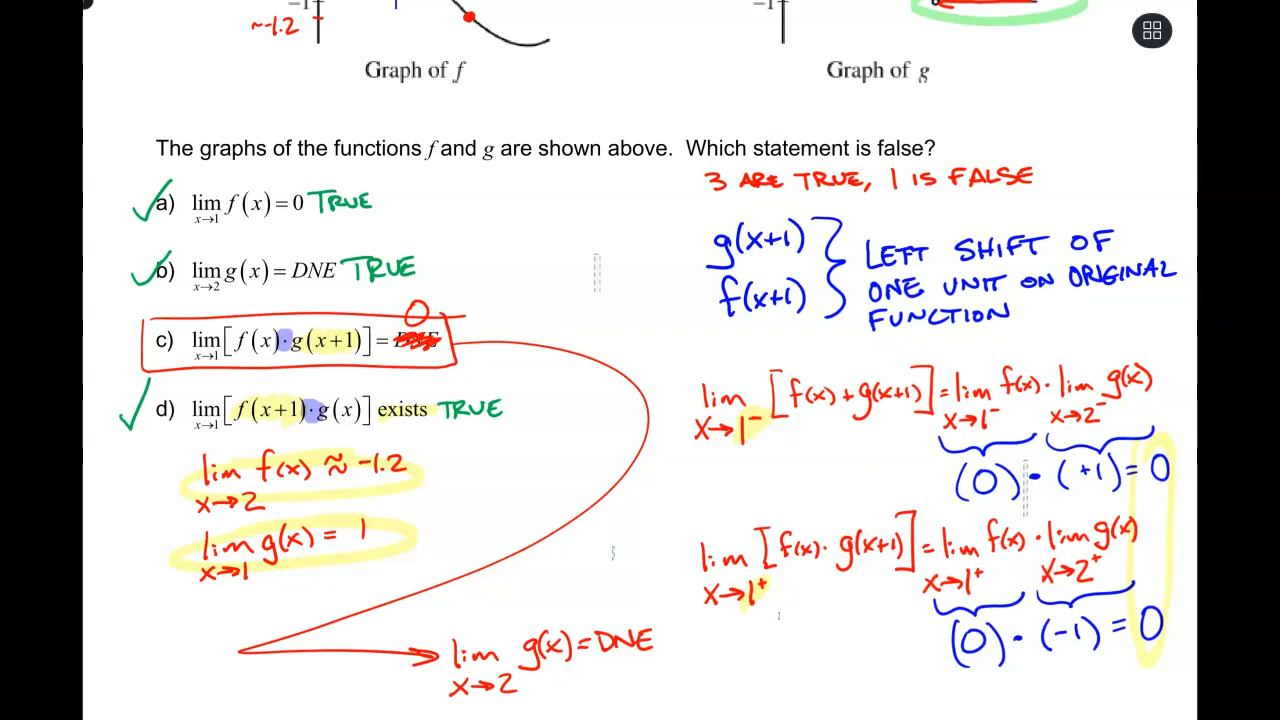 −1
~-1.2
−1
Graph of f
Graph of g
The graphs of the functions f and g are shown above. Which statement is false?
3 ARE TRUE, 1 IS FALSE
a) lim x→1 f(x) = 0 TRUE
b) lim x→2 g(x) = DNE TRUE
g(x+1)
f(x+1)
LEFT SHIFT OF
ONE UNIT ON ORIGINAL
FUNCTION
0
c) lim x→1 [f(x)·g(x+1)] =
d) lim x→1 [f(x+1)·g(x)] exists TRUE
lim x→2 f(x) ≈ -1.2
lim x→1 g(x) = 1
lim x→1⁻ [f(x)+g(x+1)] = lim x→1⁻ f(x) · lim x→2⁻ g(x)
(0) · (+1) = 0
lim x→1⁺ [f(x)·g(x+1)] = lim x→1⁺ f(x) · lim x→2⁺ g(x)
(0) · (-1) = 0
lim x→2 g(x) = DNE